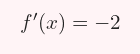 f′(x) = −2